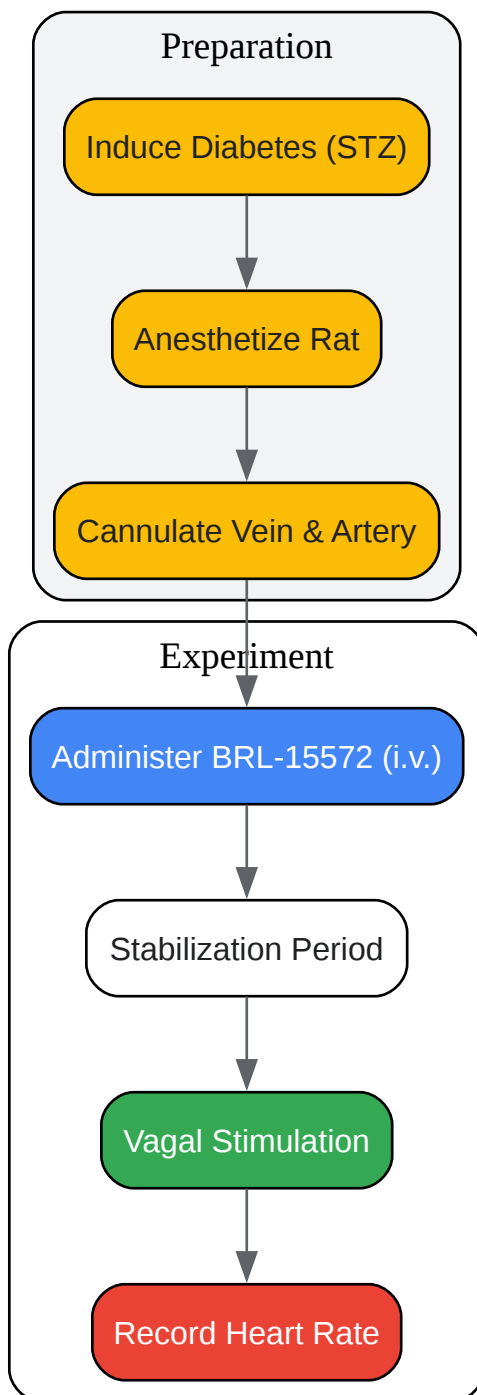 Preparation
Induce Diabetes (STZ)
Anesthetize Rat
Cannulate Vein & Artery
Experiment
Administer BRL-15572 (i.v.)
Stabilization Period
Vagal Stimulation
Record Heart Rate